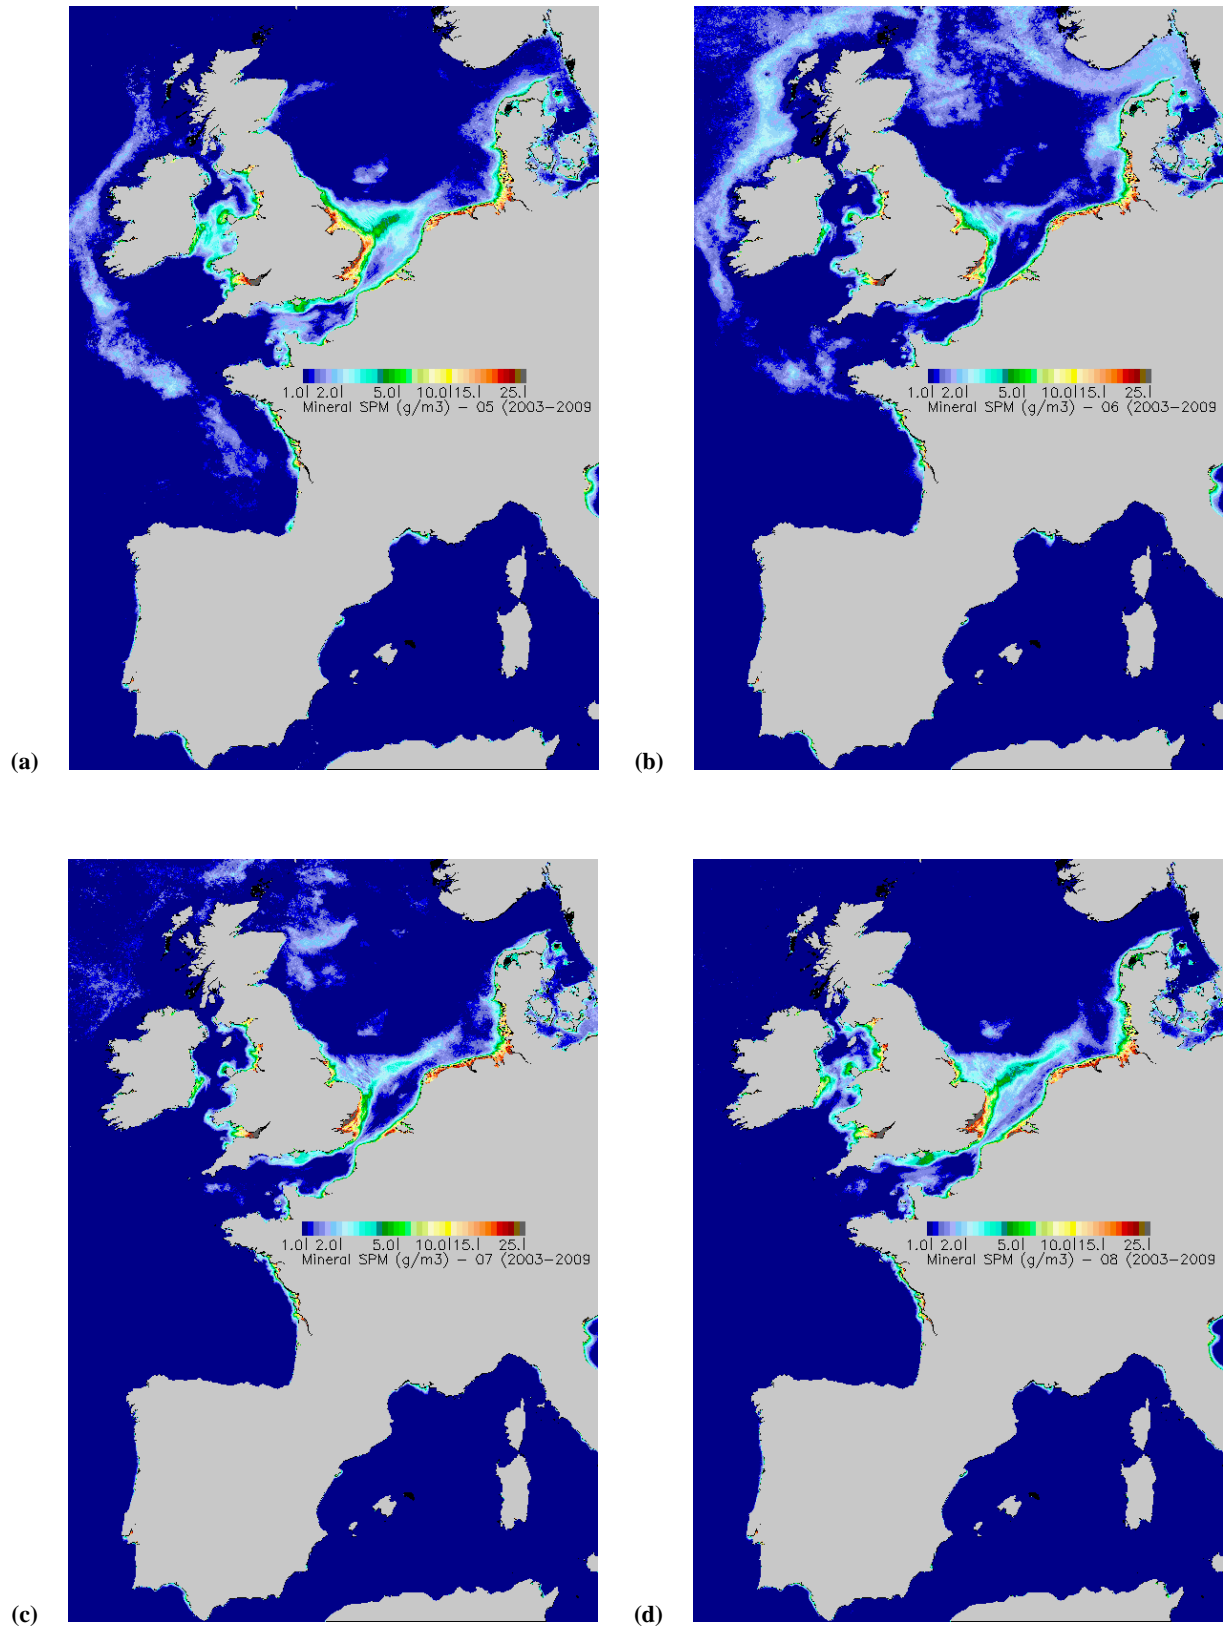 1.0| 2.0| 5.0| 10.0|15.| 25.|
Mineral SPM (g/m3) – 05 (2003–2009
(a)
1.0| 2.0| 5.0| 10.0|15.| 25.|
Mineral SPM (g/m3) – 06 (2003–2009
(b)
1.0| 2.0| 5.0| 10.0|15.| 25.|
Mineral SPM (g/m3) – 07 (2003–2009
(c)
1.0| 2.0| 5.0| 10.0|15.| 25.|
Mineral SPM (g/m3) – 08 (2003–2009
(d)